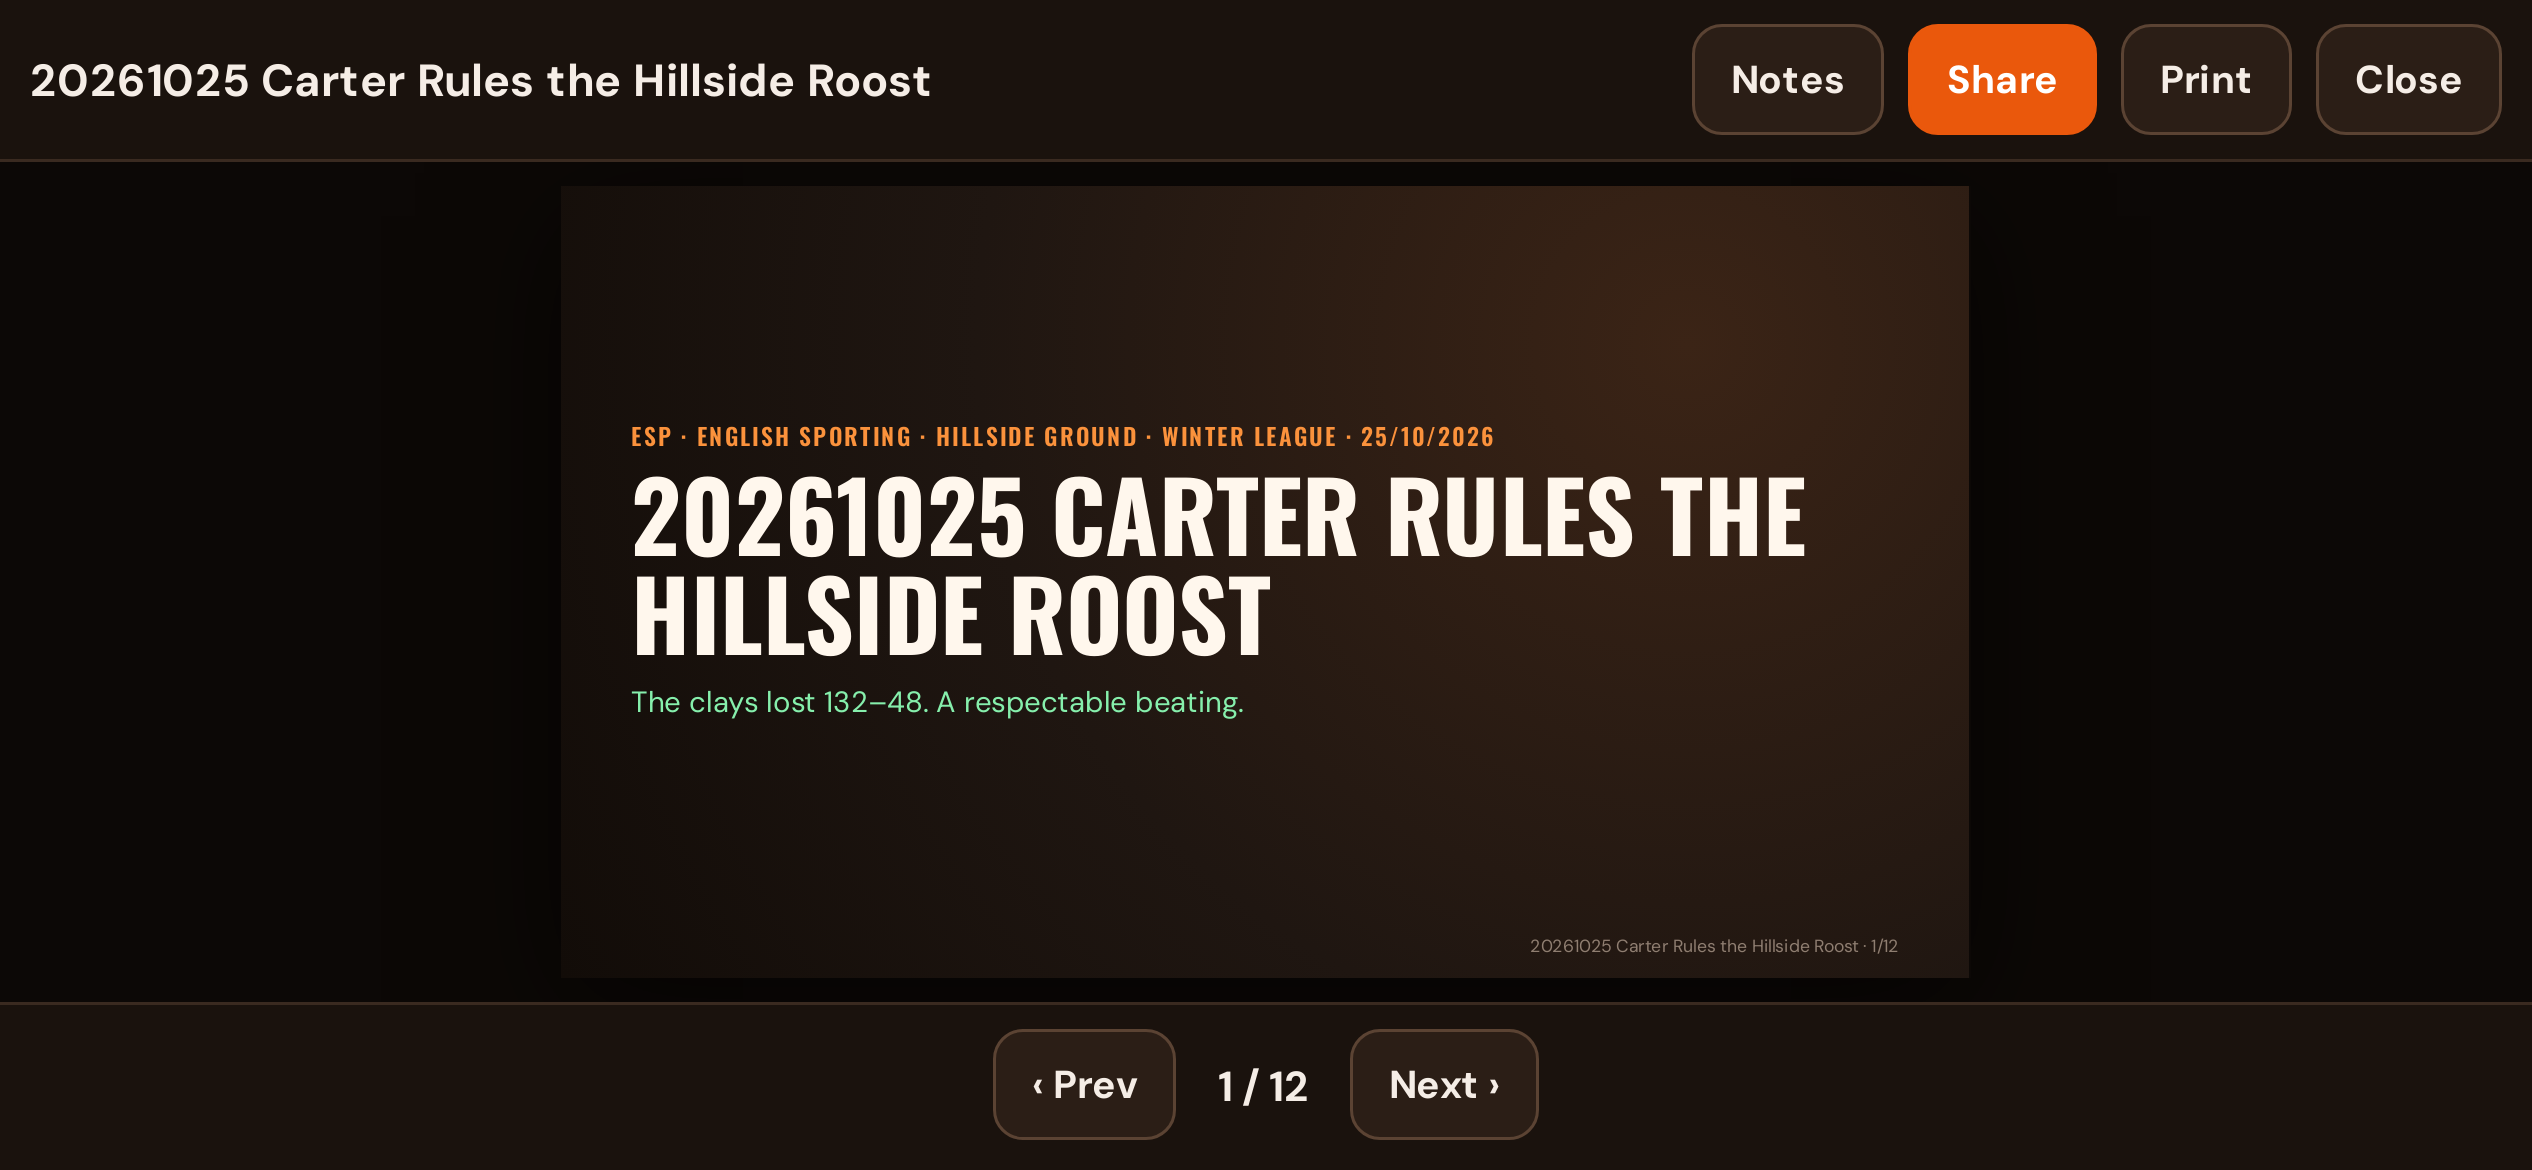 20261025 Carter Rules the Hillside Roost
Notes
Share
Print
Close
ESP · ENGLISH SPORTING · HILLSIDE GROUND · WINTER LEAGUE · 25/10/2026
20261025 CARTER RULES THE
HILLSIDE ROOST
The clays lost 132–48. A respectable beating.
20261025 Carter Rules the Hillside Roost · 1/12
‹ Prev
1 / 12
Next ›